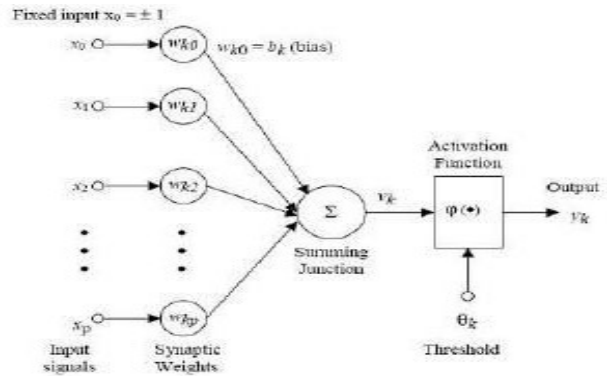 Fixed input x₀ = ± 1
x₀
wk0
wk0 = bk (bias)
x₁
wk1
x₂
wk2
Activation
Function
Σ
vk
φ(•)
Output
yk
Summing
Junction
xp
wkp
θk
Input
signals
Synaptic
Weights
Threshold